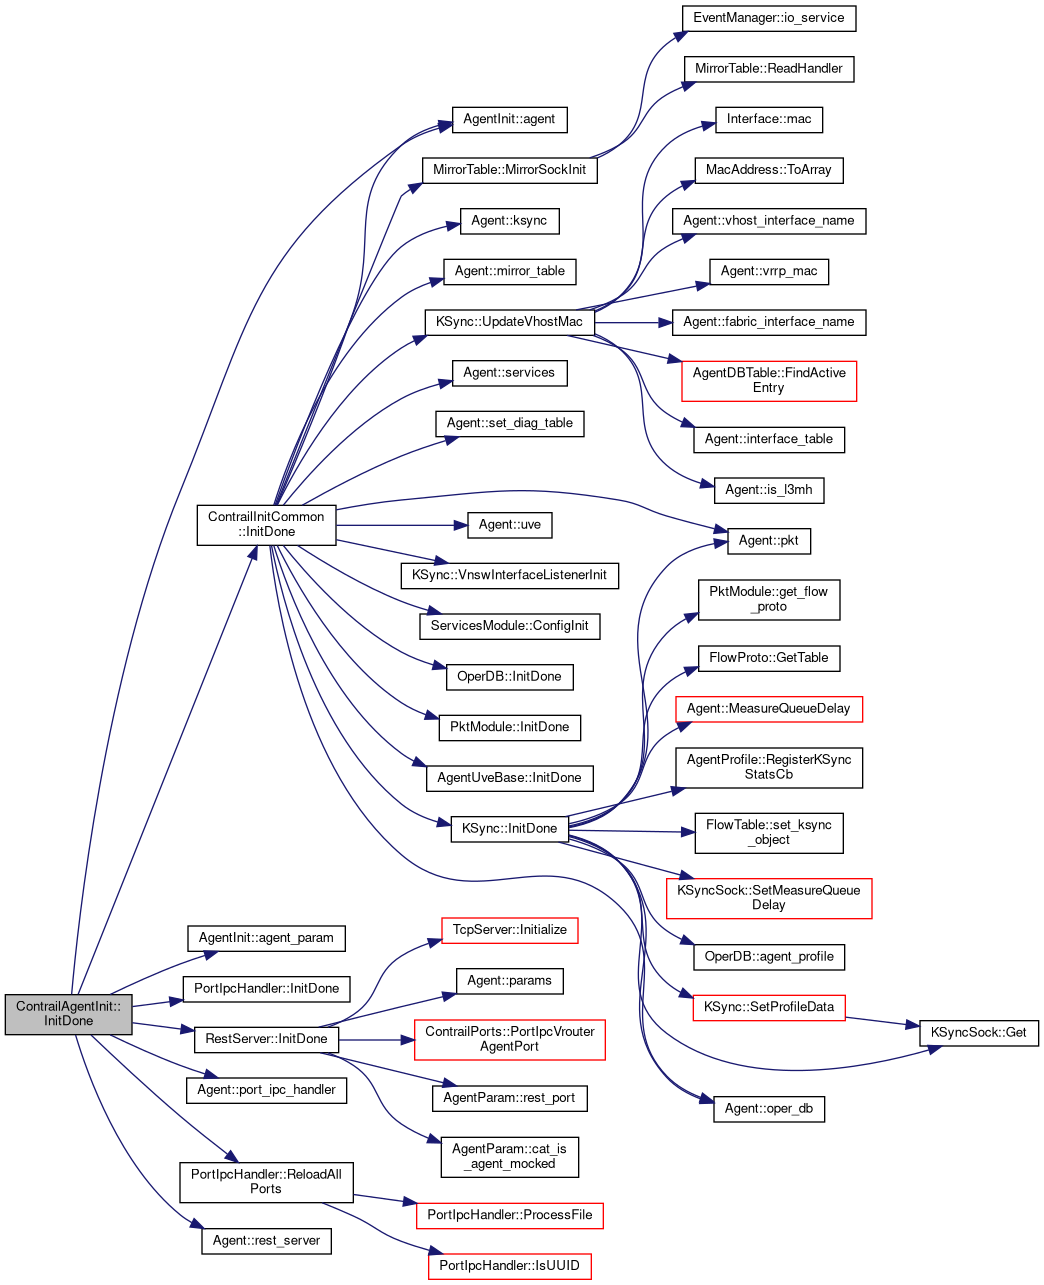 EventManager::io_service
MirrorTable::ReadHandler
AgentInit::agent
Interface::mac
MirrorTable::MirrorSockInit
MacAddress::ToArray
Agent::ksync
Agent::vhost_interface_name
Agent::mirror_table
Agent::vrrp_mac
KSync::UpdateVhostMac
Agent::fabric_interface_name
Agent::services
AgentDBTable::FindActive
Entry
Agent::set_diag_table
Agent::interface_table
Agent::is_l3mh
ContrailInitCommon
::InitDone
Agent::uve
Agent::pkt
KSync::VnswInterfaceListenerInit
PktModule::get_flow
_proto
ServicesModule::ConfigInit
FlowProto::GetTable
OperDB::InitDone
Agent::MeasureQueueDelay
PktModule::InitDone
AgentProfile::RegisterKSync
StatsCb
AgentUveBase::InitDone
KSync::InitDone
FlowTable::set_ksync
_object
KSyncSock::SetMeasureQueue
Delay
AgentInit::agent_param
TcpServer::Initialize
OperDB::agent_profile
PortIpcHandler::InitDone
Agent::params
KSync::SetProfileData
ContrailAgentInit::
InitDone
RestServer::InitDone
ContrailPorts::PortIpcVrouter
AgentPort
KSyncSock::Get
Agent::port_ipc_handler
AgentParam::rest_port
Agent::oper_db
AgentParam::cat_is
_agent_mocked
PortIpcHandler::ReloadAll
Ports
PortIpcHandler::ProcessFile
Agent::rest_server
PortIpcHandler::IsUUID